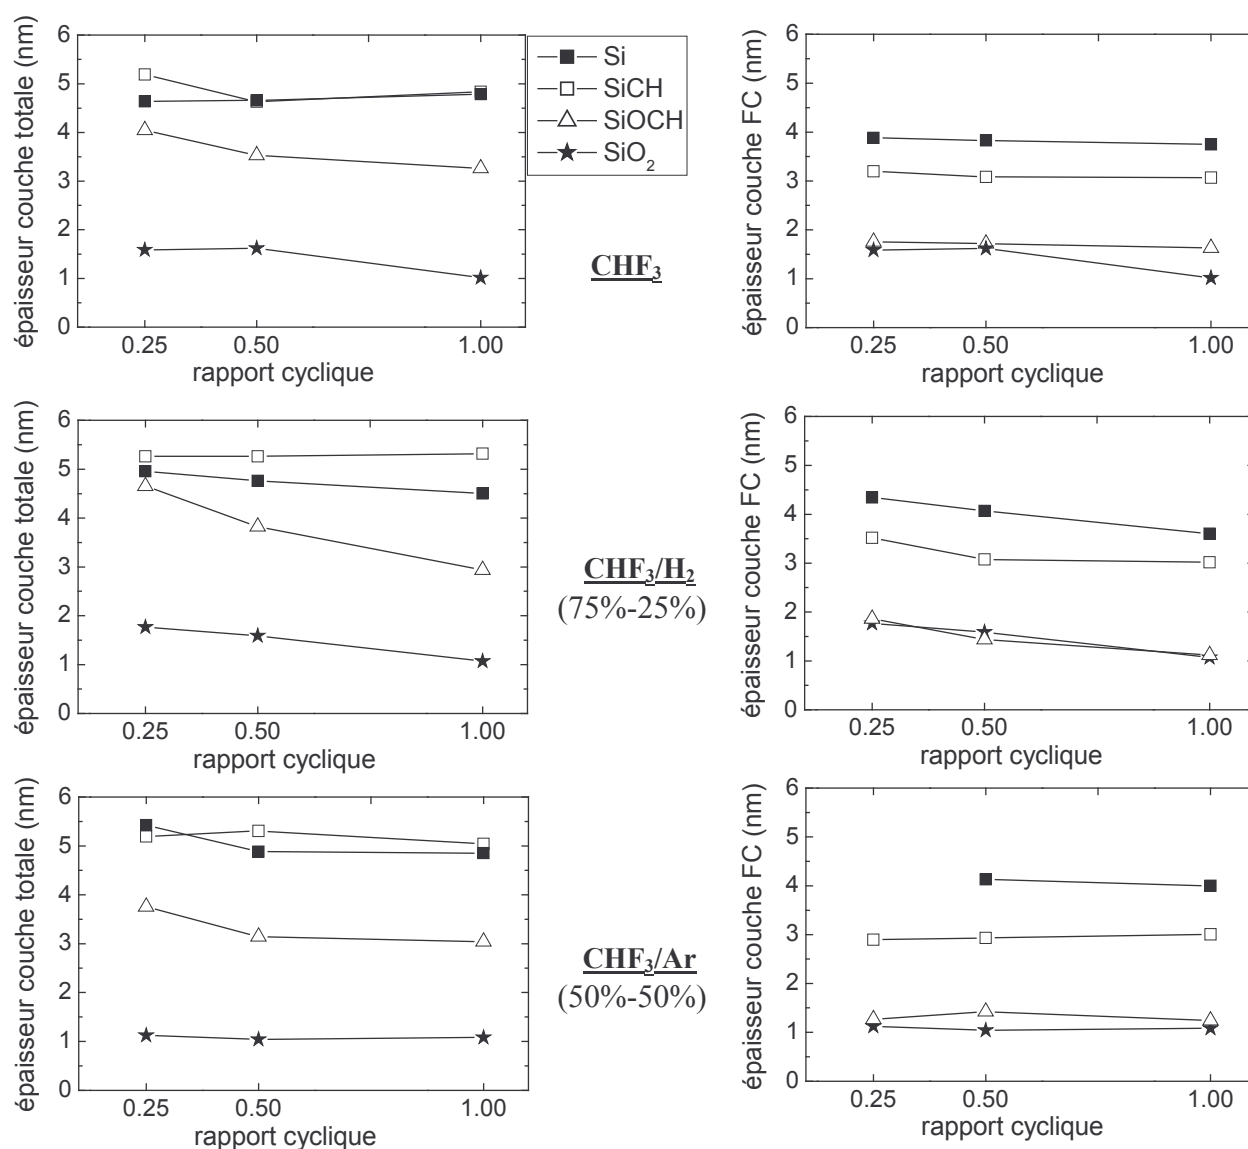 épaisseur couche totale (nm)
6
5
4
3
2
1
0
0.25 0.50 1.00
rapport cyclique
Si
SiCH
SiOCH
SiO2
CHF3
épaisseur couche FC (nm)
6
5
4
3
2
1
0
0.25 0.50 1.00
rapport cyclique
épaisseur couche totale (nm)
6
5
4
3
2
1
0
0.25 0.50 1.00
rapport cyclique
CHF3/H2
(75%-25%)
épaisseur couche FC (nm)
6
5
4
3
2
1
0
0.25 0.50 1.00
rapport cyclique
épaisseur couche totale (nm)
6
5
4
3
2
1
0
0.25 0.50 1.00
rapport cyclique
CHF3/Ar
(50%-50%)
épaisseur couche FC (nm)
6
5
4
3
2
1
0
0.25 0.50 1.00
rapport cyclique